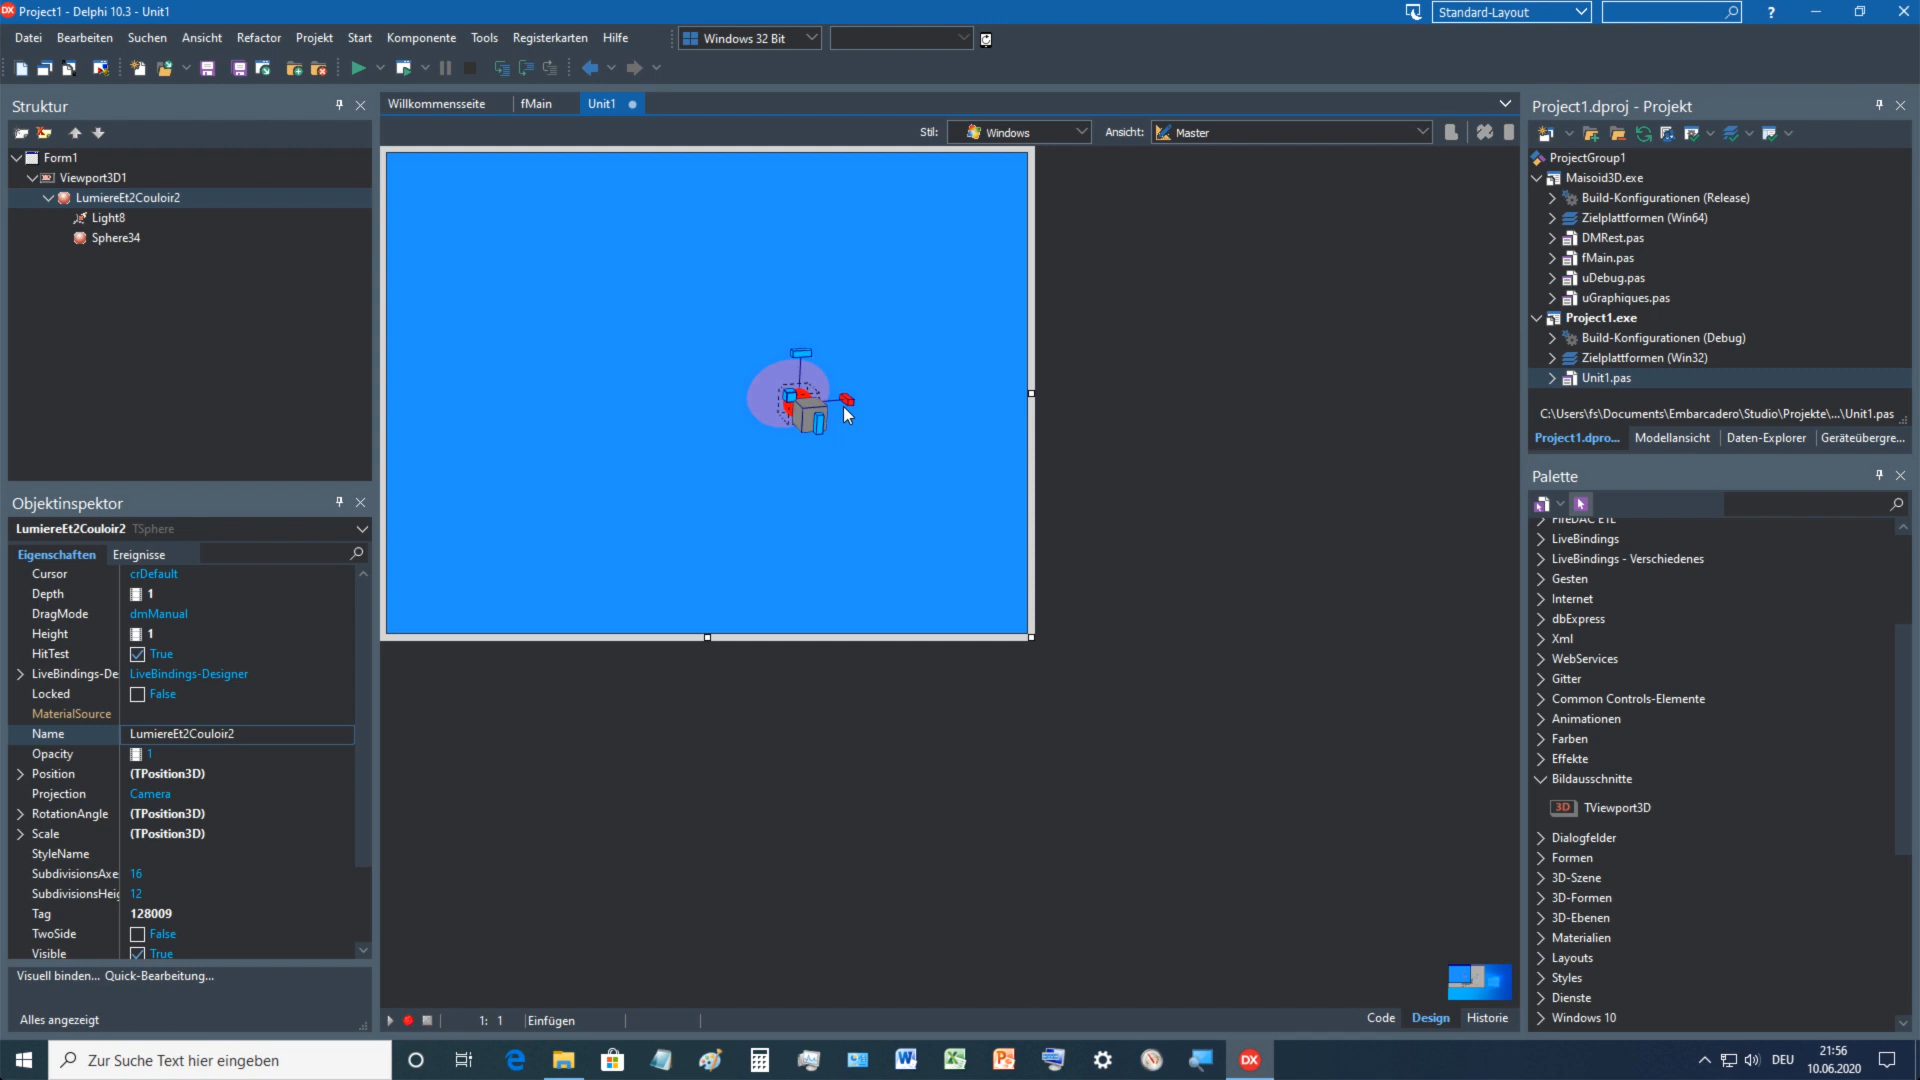 DX Project1 - Delphi 10.3 - Unit1
Standard-Layout
?
Datei Bearbeiten Suchen Ansicht Refactor Projekt Start Komponente Tools Registerkarten Hilfe
Windows 32 Bit
Struktur
Form1
Viewport3D1
LumiereEt2Couloir2
Light8
Sphere34
Willkommensseite fMain Unit1
Stil: Windows Ansicht: Master
Project1.dproj - Projekt
ProjectGroup1
Maisoid3D.exe
Build-Konfigurationen (Release)
Zielplattformen (Win64)
DMRest.pas
fMain.pas
uDebug.pas
uGraphiques.pas
Project1.exe
Build-Konfigurationen (Debug)
Zielplattformen (Win32)
Unit1.pas
C:\Users\fs\Documents\Embarcadero\Studio\Projekte\...\Unit1.pas
Project1.dpro... Modellansicht Daten-Explorer Geräteübergre...
Objektinspektor
LumiereEt2Couloir2 TSphere
Eigenschaften Ereignisse
Cursor crDefault
Depth 1
DragMode dmManual
Height 1
HitTest True
LiveBindings-De LiveBindings-Designer
Locked False
MaterialSource
Name LumiereEt2Couloir2
Opacity 1
Position (TPosition3D)
Projection Camera
RotationAngle (TPosition3D)
Scale (TPosition3D)
StyleName
SubdivisionsAxe 16
SubdivisionsHeig 12
Tag 128009
TwoSide False
Visible True
Visuell binden... Quick-Bearbeitung...
Alles angezeigt
Palette
FireDAC ETL
LiveBindings
LiveBindings - Verschiedenes
Gesten
Internet
dbExpress
Xml
WebServices
Gitter
Common Controls-Elemente
Animationen
Farben
Effekte
Bildausschnitte
3D TViewport3D
Dialogfelder
Formen
3D-Szene
3D-Formen
3D-Ebenen
Materialien
Layouts
Styles
Dienste
Windows 10
1: 1 Einfügen
Code Design Historie
Zur Suche Text hier eingeben
DX
DEU
21:56
10.06.2020